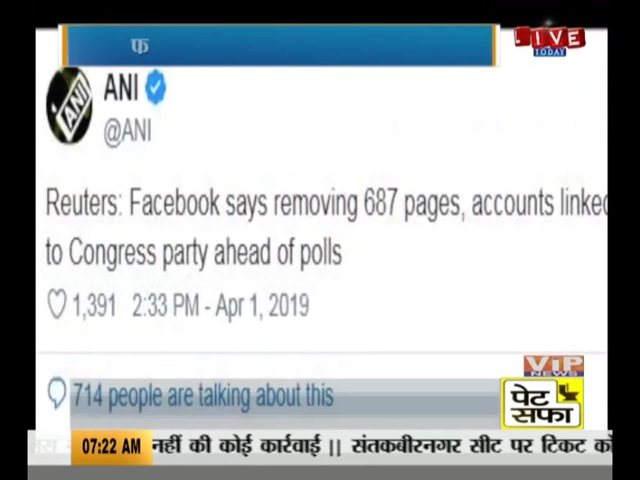 फ
LIVE
TODAY
ANI
ANI
@ANI
Reuters: Facebook says removing 687 pages, accounts linked
to Congress party ahead of polls
1,391 2:33 PM - Apr 1, 2019
714 people are talking about this
VIP
NEWS
पेट
सफा
07:22 AM नहीं की कोई कार्रवाई || संतकबीरनगर सीट पर टिकट को